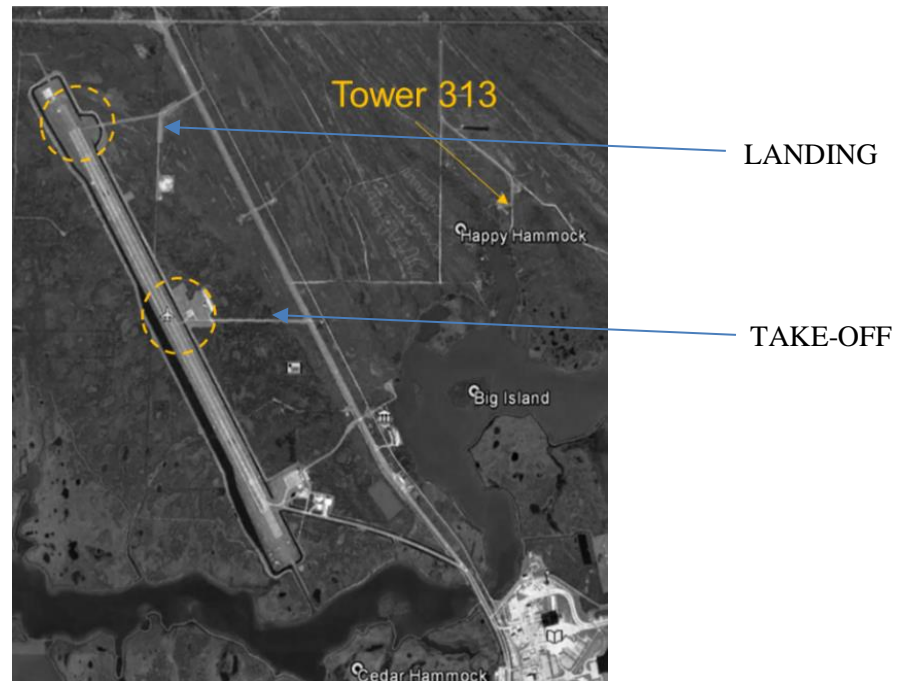 Tower 313
LANDING
Happy Hammock
TAKE-OFF
Big Island
Cedar Hammock